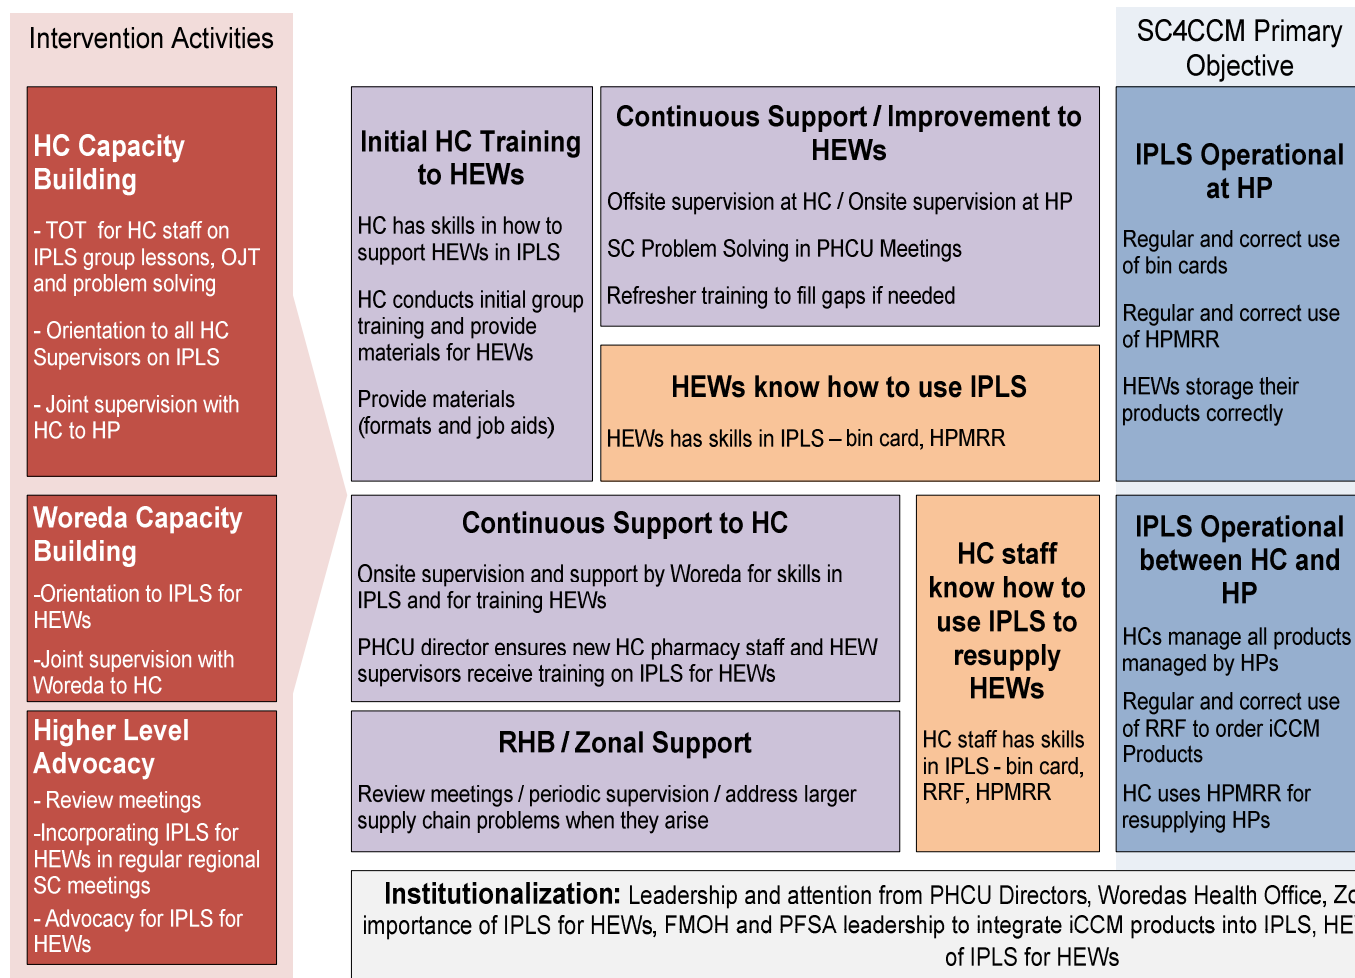 Intervention Activities
HC Capacity
Building
- TOT for HC staff on
IPLS group lessons, OJT
and problem solving
- Orientation to all HC
Supervisors on IPLS
- Joint supervision with
HC to HP
Woreda Capacity
Building
-Orientation to IPLS for
HEWs
-Joint supervision with
Woreda to HC
Higher Level
Advocacy
- Review meetings
-Incorporating IPLS for
HEWs in regular regional
SC meetings
- Advocacy for IPLS for
HEWs
Initial HC Training
to HEWs
HC has skills in how to
support HEWs in IPLS
HC conducts initial group
training and provide
materials for HEWs
Provide materials
(formats and job aids)
Continuous Support / Improvement to
HEWs
Offsite supervision at HC / Onsite supervision at HP
SC Problem Solving in PHCU Meetings
Refresher training to fill gaps if needed
HEWs know how to use IPLS
HEWs has skills in IPLS – bin card, HPMRR
Continuous Support to HC
Onsite supervision and support by Woreda for skills in
IPLS and for training HEWs
PHCU director ensures new HC pharmacy staff and HEW
supervisors receive training on IPLS for HEWs
RHB / Zonal Support
Review meetings / periodic supervision / address larger
supply chain problems when they arise
HC staff
know how to
use IPLS to
resupply
HEWs
HC staff has skills
in IPLS - bin card,
RRF, HPMRR
SC4CCM Primary
Objective
IPLS Operational
at HP
Regular and correct use
of bin cards
Regular and correct use
of HPMRR
HEWs storage their
products correctly
IPLS Operational
between HC and
HP
HCs manage all products
managed by HPs
Regular and correct use
of RRF to order iCCM
Products
HC uses HPMRR for
resupplying HPs
Institutionalization: Leadership and attention from PHCU Directors, Woredas Health Office,
importance of IPLS for HEWs, FMOH and PFSA leadership to integrate iCCM products into IPLS,
of IPLS for HEWs